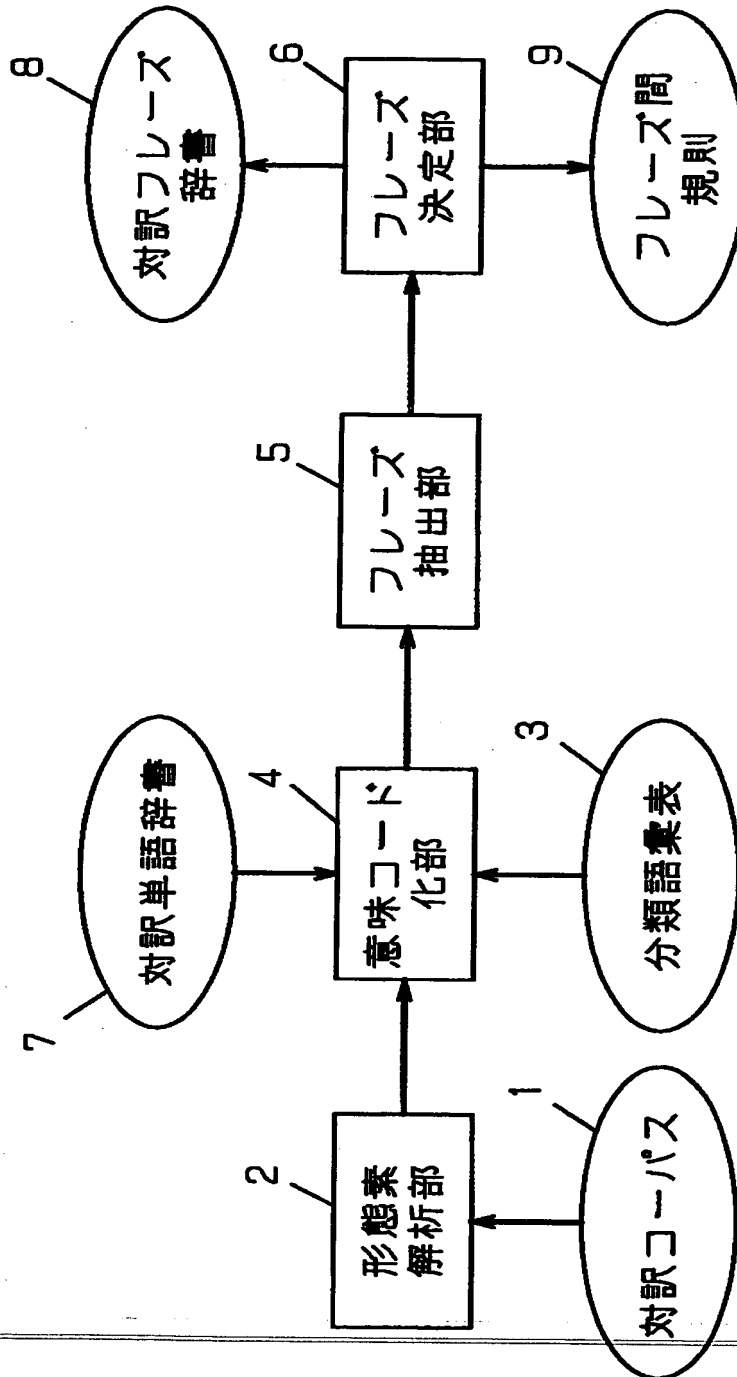 7
対訳単語辞書
8
対訳フレーズ
辞書
2
形態素
解析部
4
意味コード
化部
5
フレーズ
抽出部
6
フレーズ
決定部
1
対訳コーパス
3
分類語彙表
9
フレーズ間
規則